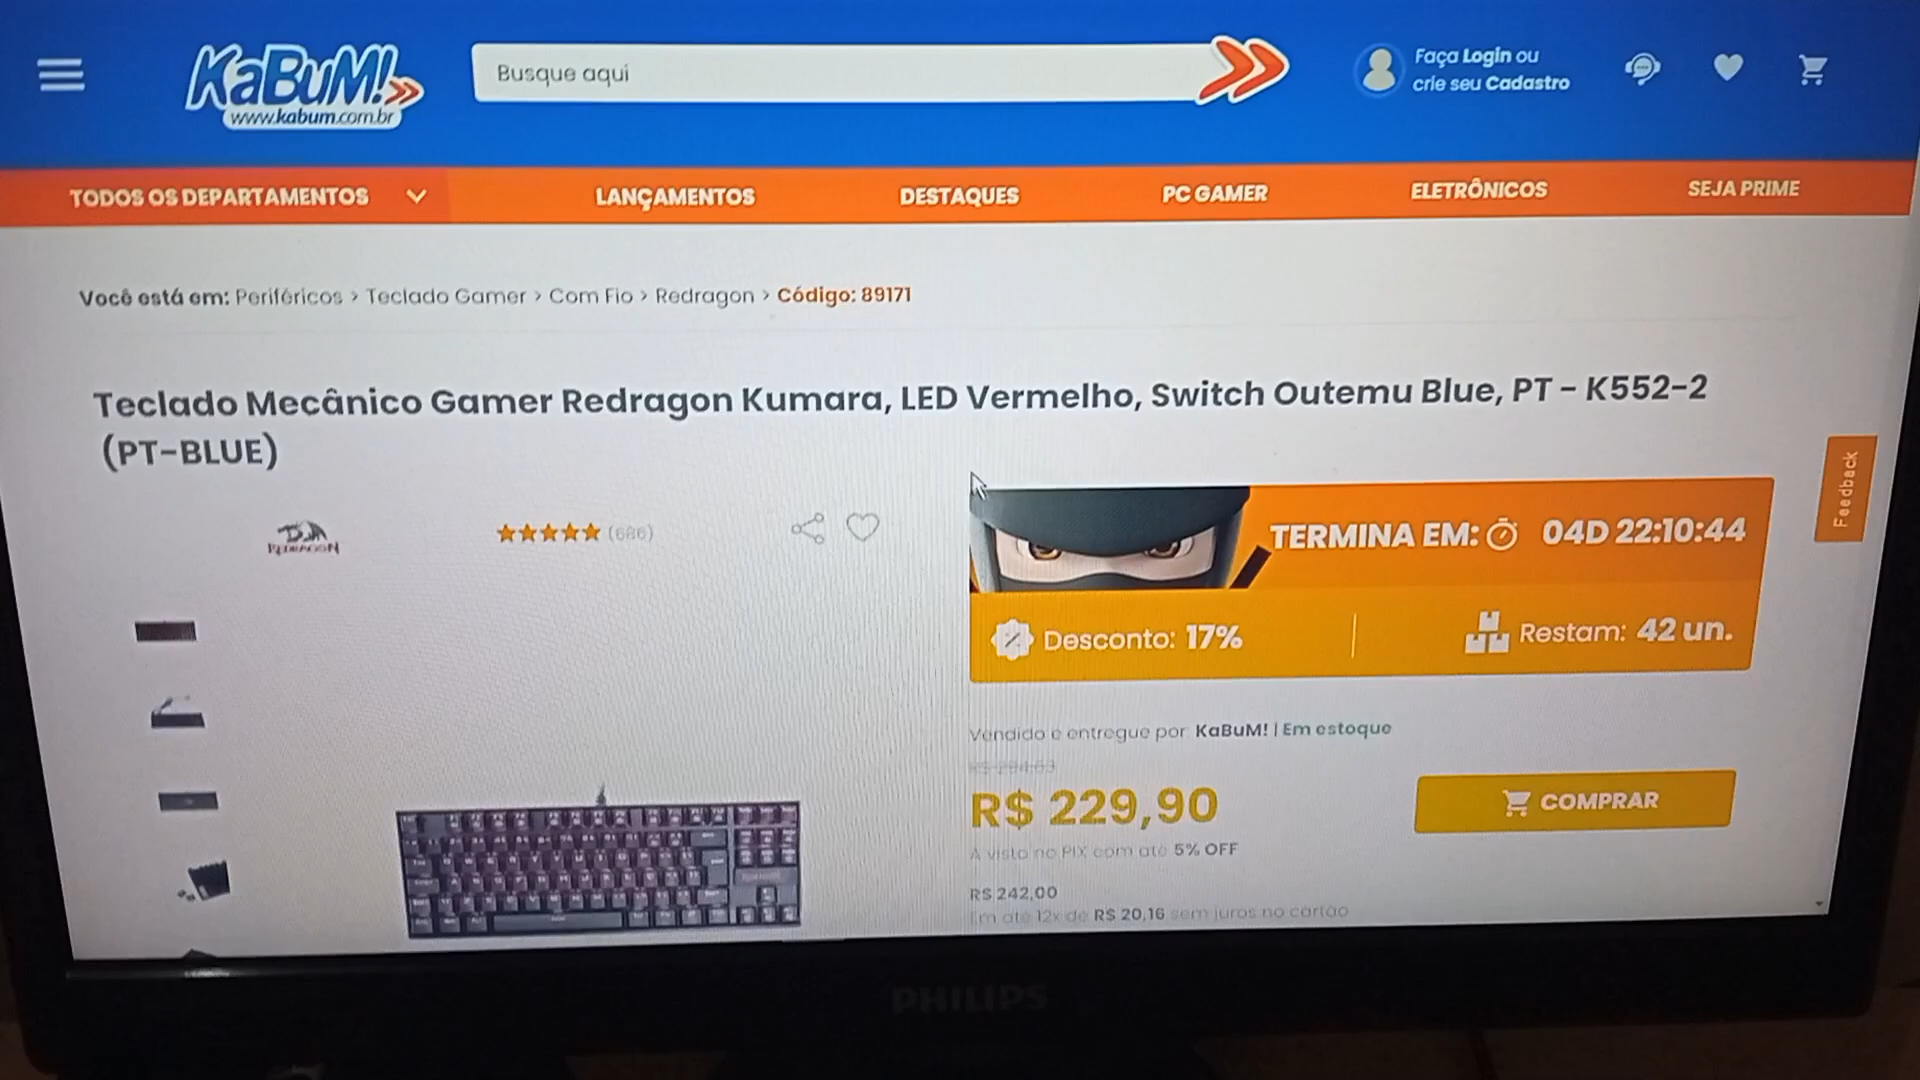 KaBuM!
www.kabum.com.br
Busque aqui
Faça Login ou
crie seu Cadastro
TODOS OS DEPARTAMENTOS
LANÇAMENTOS
DESTAQUES
PC GAMER
ELETRÔNICOS
SEJA PRIME
Você está em: Periféricos > Teclado Gamer > Com Fio > Redragon > Código: 89171
Teclado Mecânico Gamer Redragon Kumara, LED Vermelho, Switch Outemu Blue, PT - K552-2
(PT-BLUE)
Feedback
REDRAGON
(686)
TERMINA EM: 04D 22:10:44
Desconto: 17%
Restam: 42 un.
Vendido e entregue por: KaBuM! | Em estoque
R$ 229,90
COMPRAR
À vista no PIX com até 5% OFF
R$ 242,00
Em até 12x de R$ 20,16 sem juros no cartão
PHILIPS